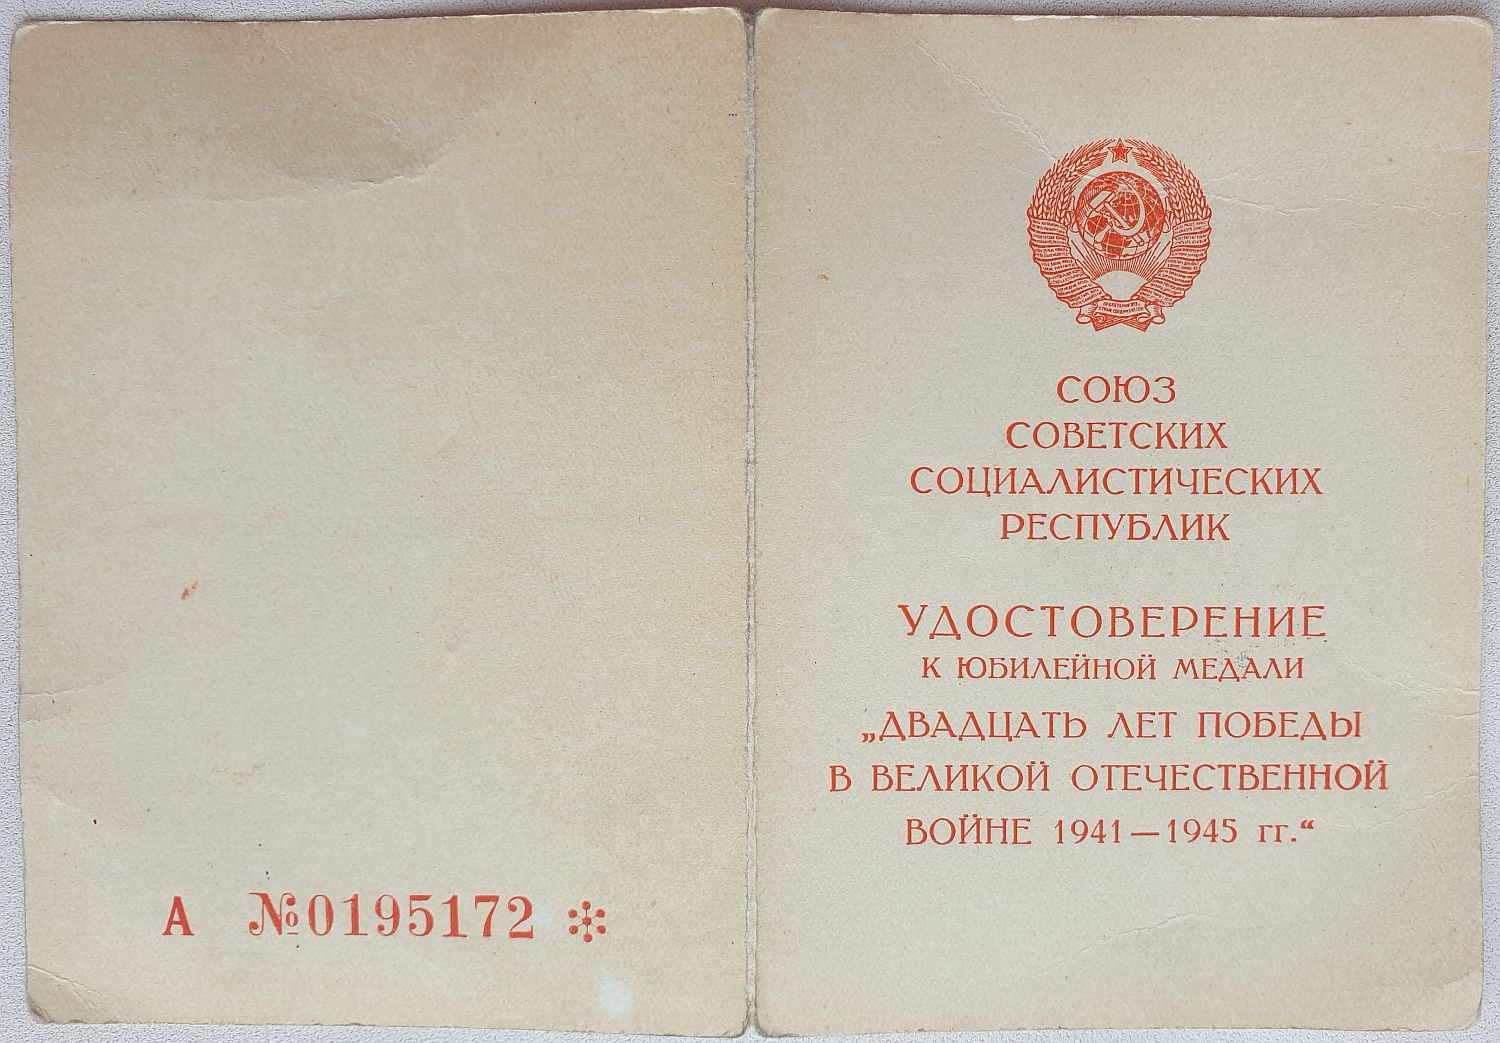 А №0195172 *
СОЮЗ
СОВЕТСКИХ
СОЦИАЛИСТИЧЕСКИХ
РЕСПУБЛИК
УДОСТОВЕРЕНИЕ
К ЮБИЛЕЙНОЙ МЕДАЛИ
„ДВАДЦАТЬ ЛЕТ ПОБЕДЫ
В ВЕЛИКОЙ ОТЕЧЕСТВЕННОЙ
ВОЙНЕ 1941—1945 гг.“